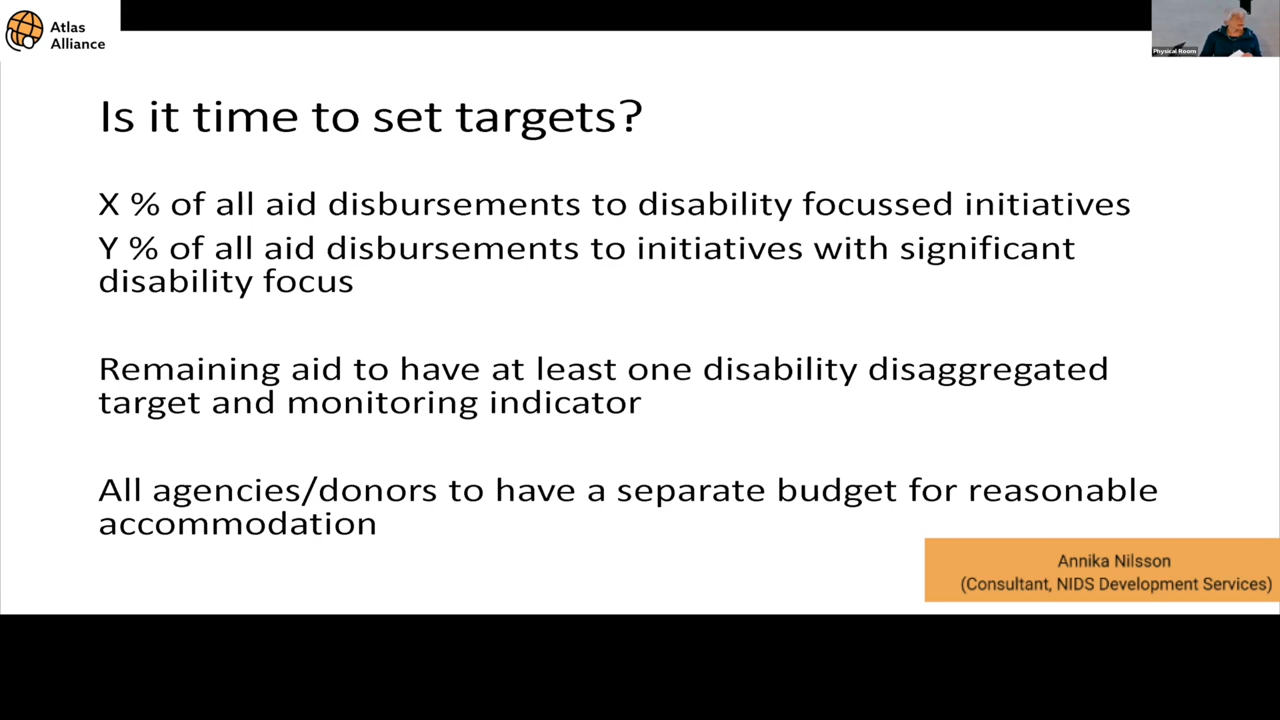 Atlas
Alliance
Physical Room
Is it time to set targets?
X % of all aid disbursements to disability focussed initiatives
Y % of all aid disbursements to initiatives with significant
disability focus
Remaining aid to have at least one disability disaggregated
target and monitoring indicator
All agencies/donors to have a separate budget for reasonable
accommodation
Annika Nilsson
(Consultant, NIDS Development Services)